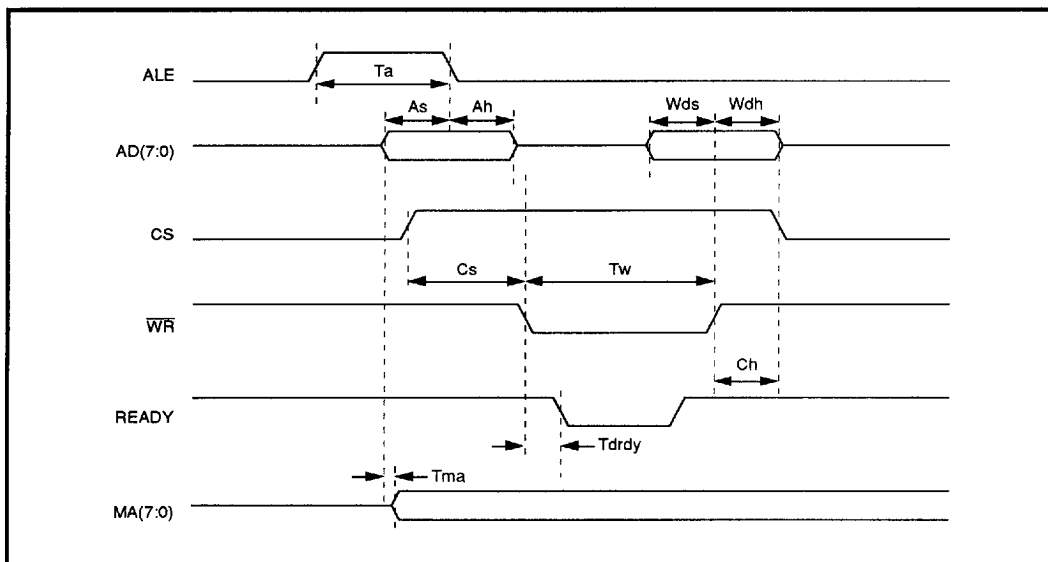 ALE
Ta
As Ah Wds Wdh
AD(7:0)
CS
Cs Tw
W̅R̅
Ch
READY
Tdrdy
Tma
MA(7:0)